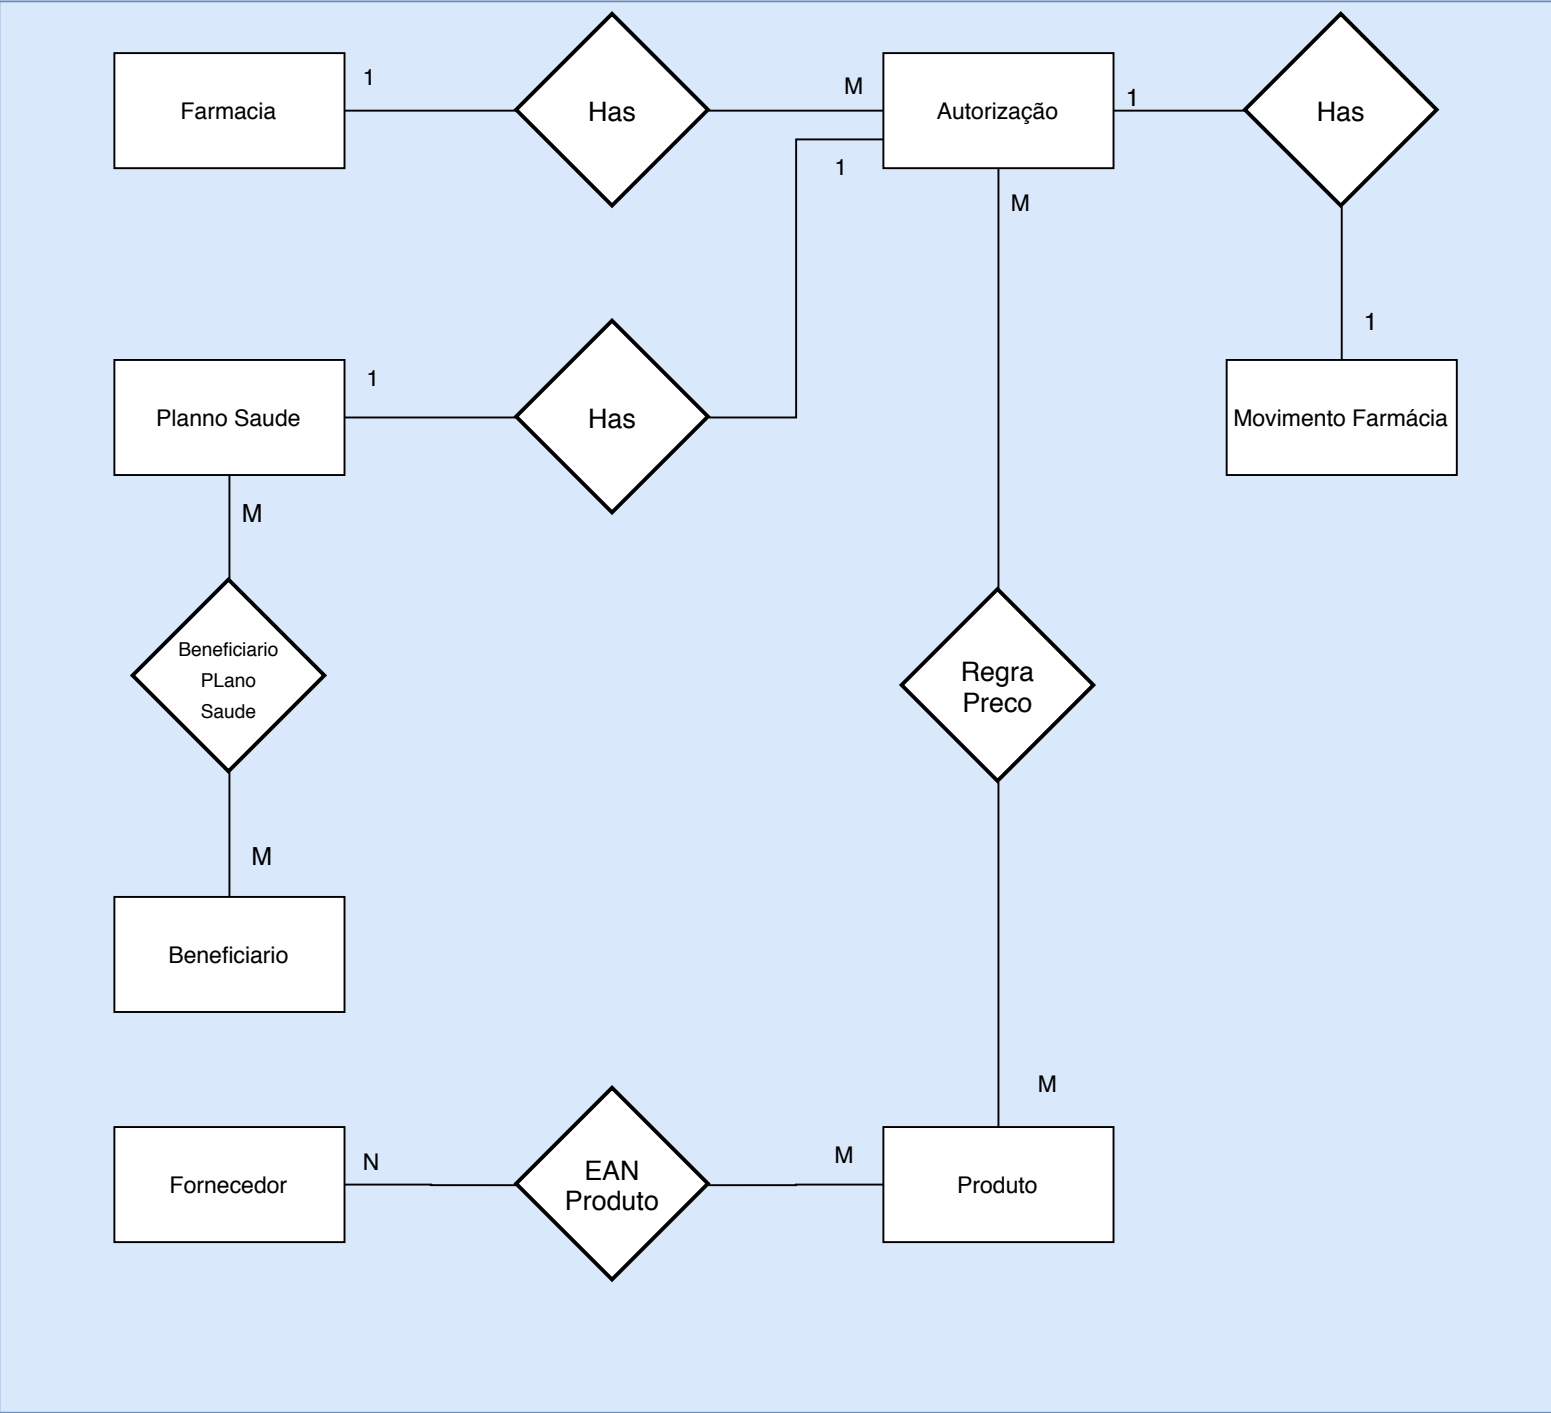 Farmacia
1
Has
M
Autorização
1
Has
1
M
1
Planno Saude
1
Has
Movimento Farmácia
M
Beneficiario
PLano
Saude
Regra
Preco
M
Beneficiario
M
Fornecedor
N
EAN
Produto
M
Produto